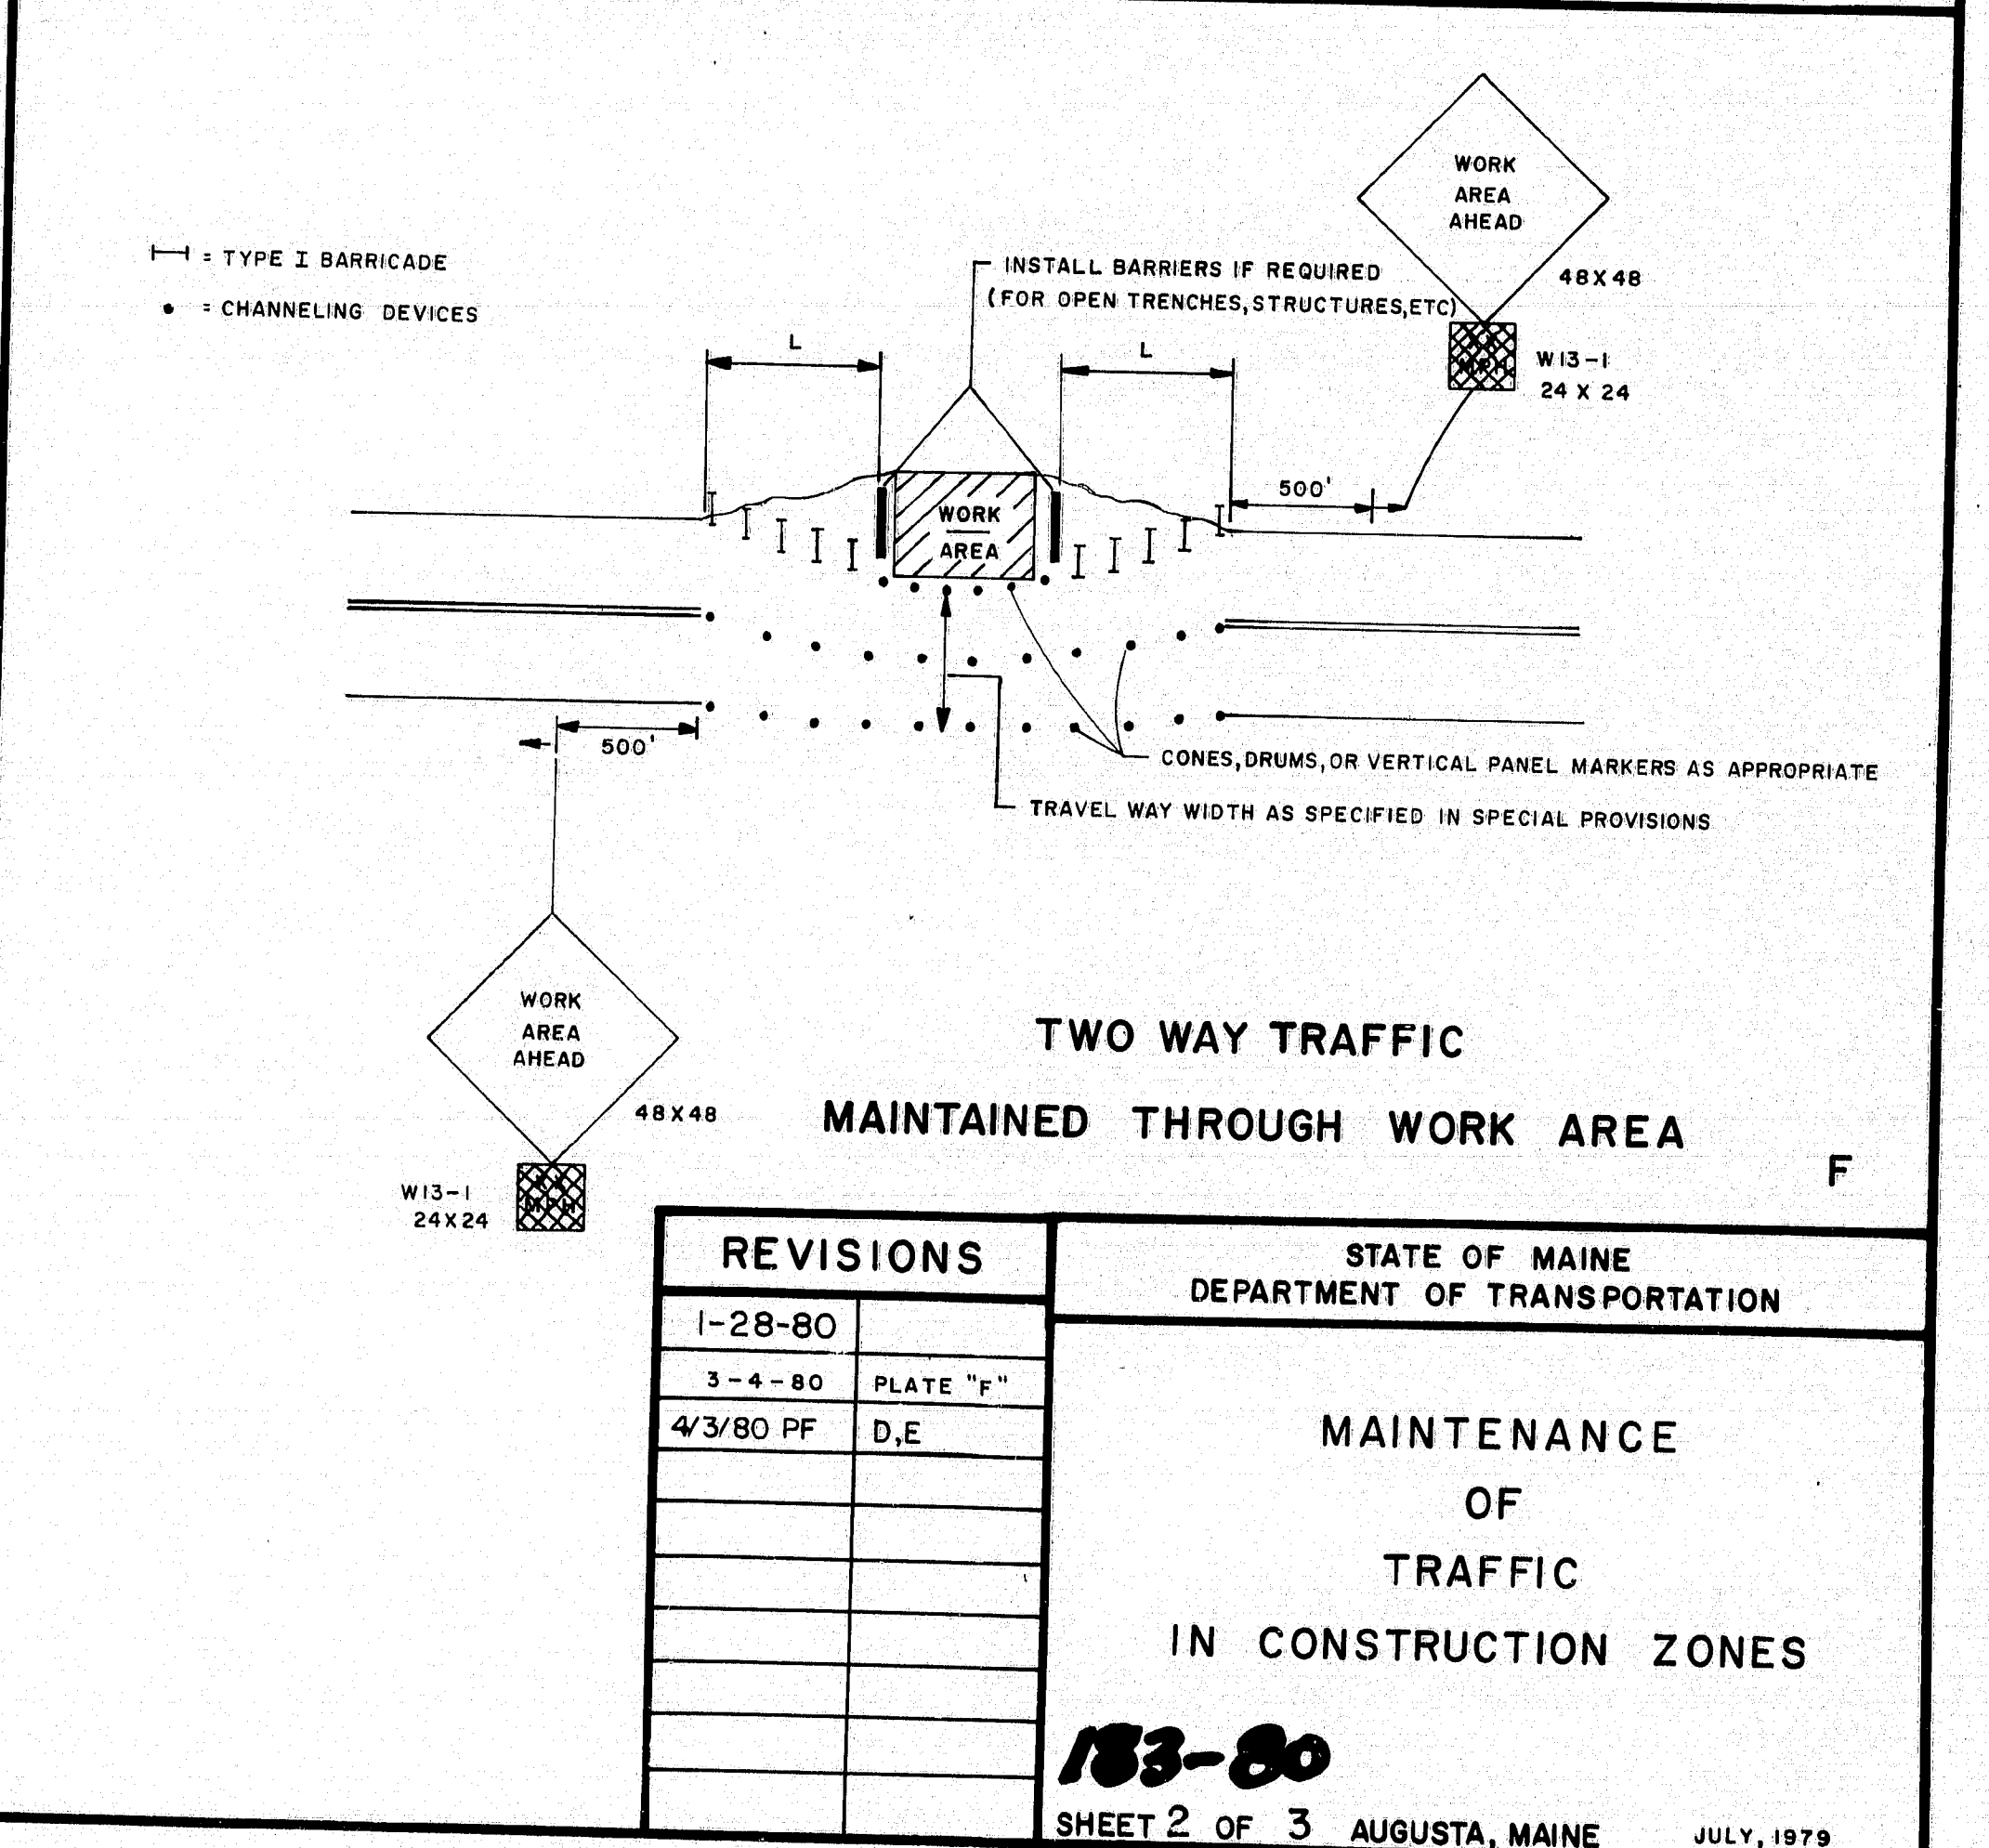 WORK
AREA
AHEAD
48X48
W13-1
24 X 24
= TYPE I BARRICADE
= CHANNELING DEVICES
INSTALL BARRIERS IF REQUIRED
(FOR OPEN TRENCHES,STRUCTURES,ETC)
L
L
500'
WORK
AREA
500'
CONES,DRUMS,OR VERTICAL PANEL MARKERS AS APPROPRIATE
TRAVEL WAY WIDTH AS SPECIFIED IN SPECIAL PROVISIONS
WORK
AREA
AHEAD
48X48
W13-1
24X24
TWO WAY TRAFFIC
MAINTAINED THROUGH WORK AREA
F
REVISIONS
1-28-80
3-4-80 PLATE "F"
4/3/80 PF D,E
STATE OF MAINE
DEPARTMENT OF TRANSPORTATION
MAINTENANCE
OF
TRAFFIC
IN CONSTRUCTION ZONES
183-80
SHEET 2 OF 3 AUGUSTA, MAINE JULY, 1979